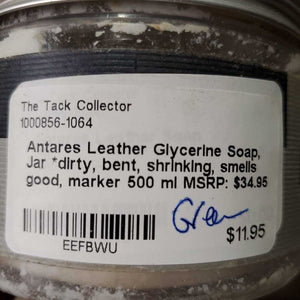 The Tack Collector
1000856-1064
Antares Leather Glycerine Soap,
Jar *dirty, bent, shrinking, smells
good, marker 500 ml MSRP: $34.95
Green
EEFBWU
$11.95